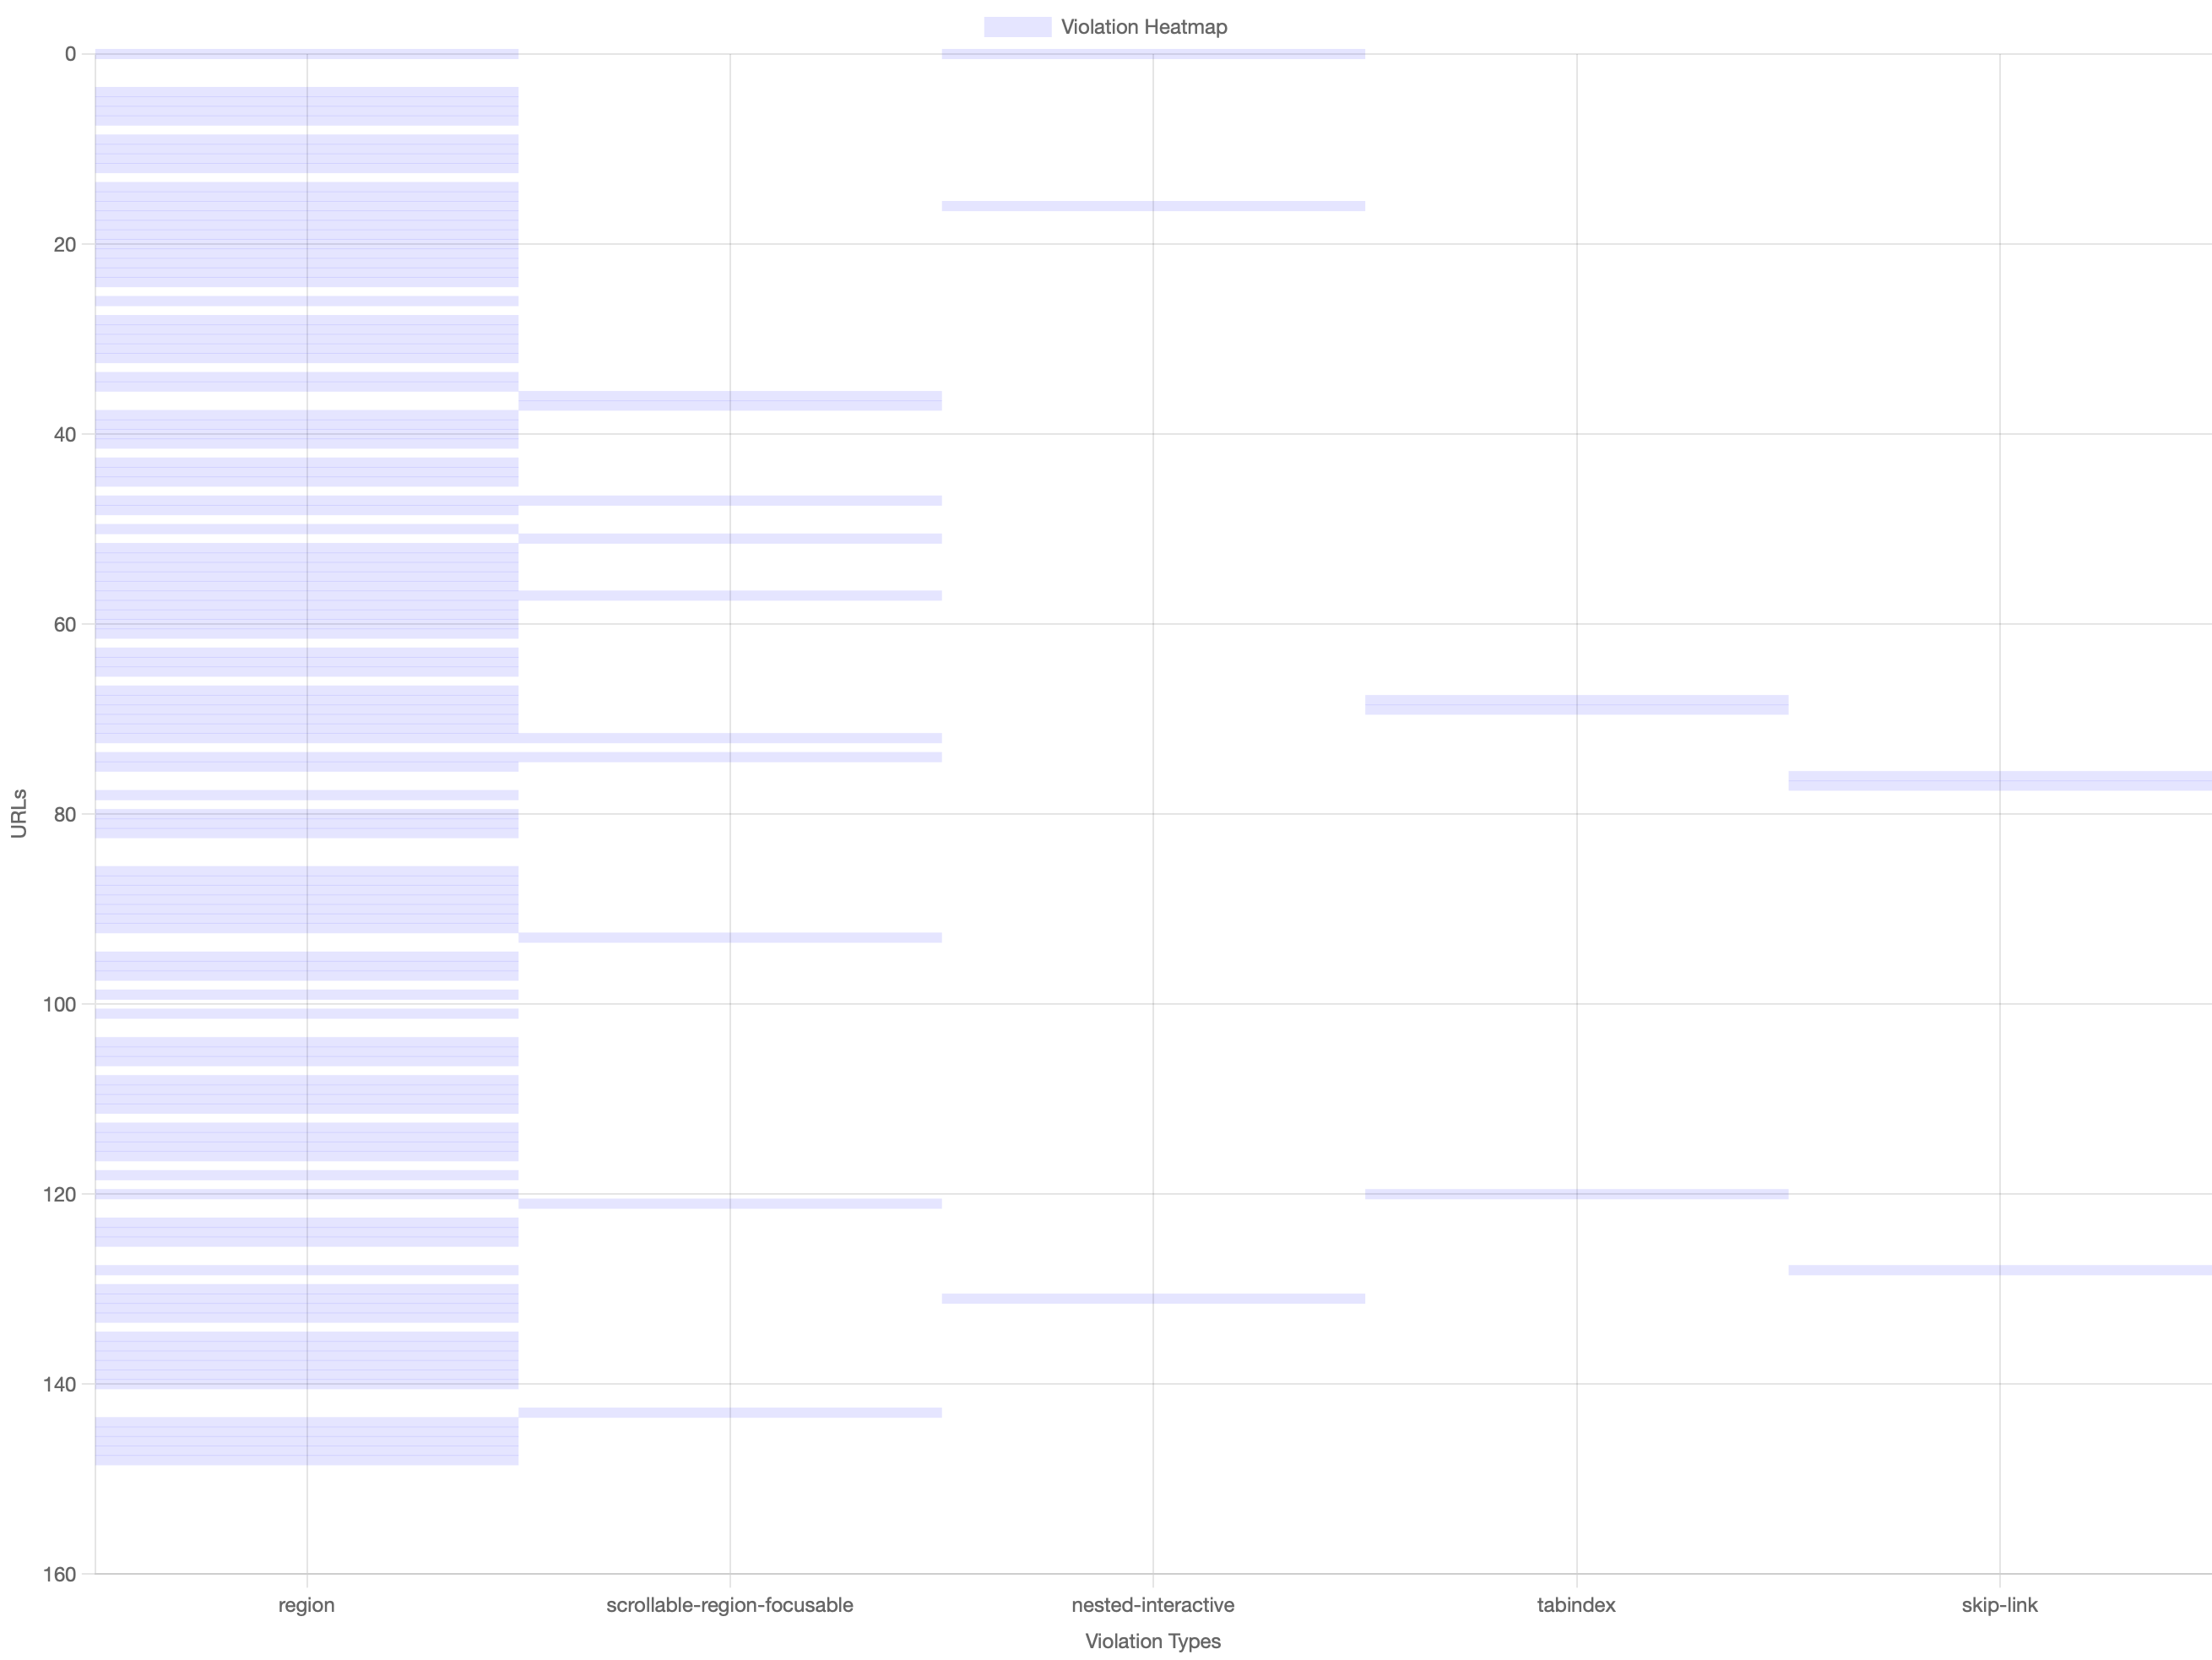 Violation Heatmap
0
20
40
60
80
100
120
140
160
URLs
region scrollable-region-focusable nested-interactive tabindex skip-link
Violation Types